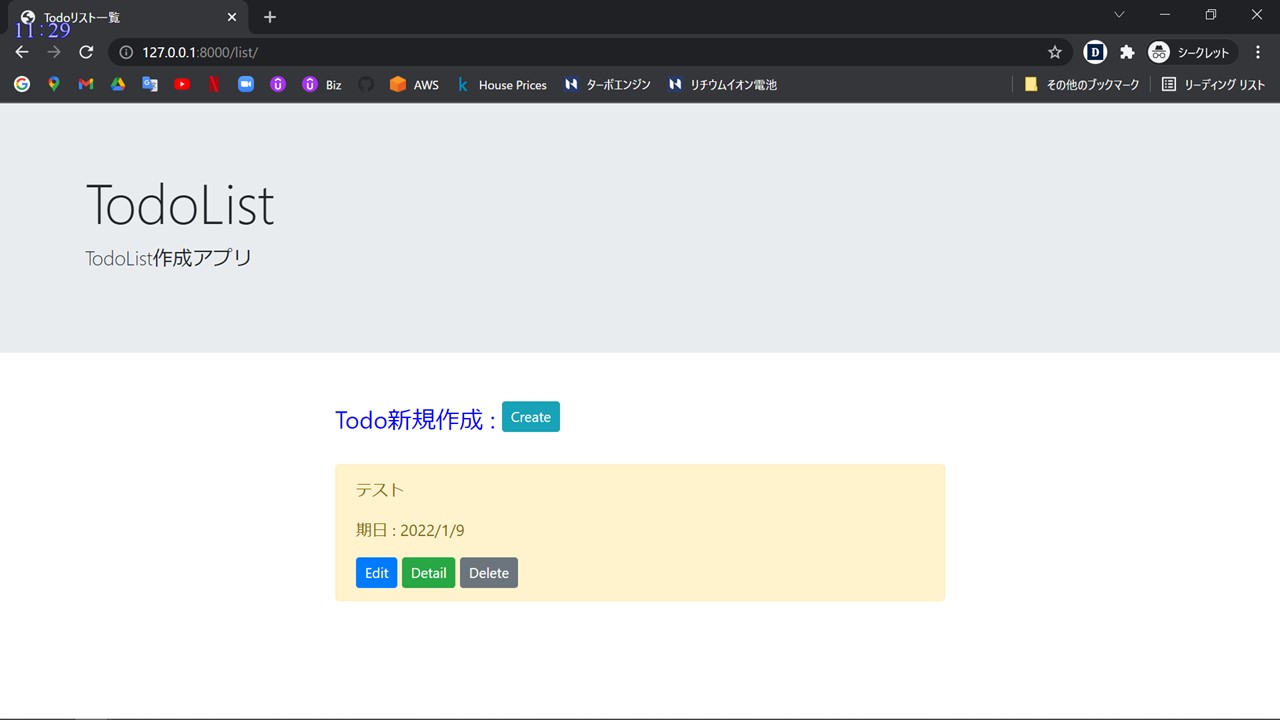 Todoリスト一覧
11:29
127.0.0.1:8000/list/
シークレット
Biz
AWS
House Prices
ターボエンジン
リチウムイオン電池
その他のブックマーク
リーディング リスト
TodoList
TodoList作成アプリ
Todo新規作成 : Create
テスト
期日 : 2022/1/9
Edit Detail Delete